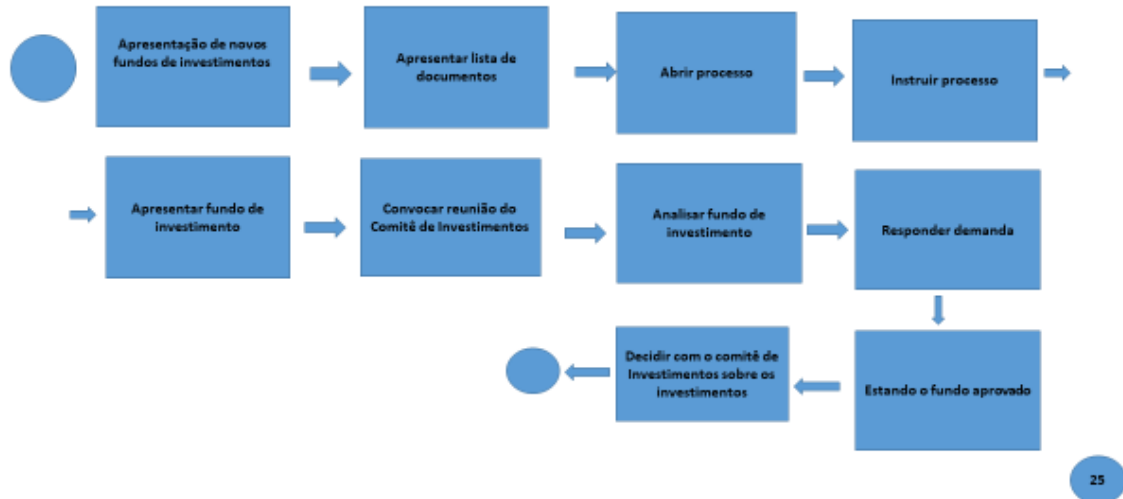 Apresentação de novos
fundos de investimentos
Apresentar lista de
documentos
Abrir processo
Instruir processo
Apresentar fundo de
investimento
Convocar reunião do
Comitê de Investimentos
Analisar fundo de
investimento
Responder demanda
Decidir com o comitê de
Investimentos sobre os
investimentos
Estando o fundo aprovado
25